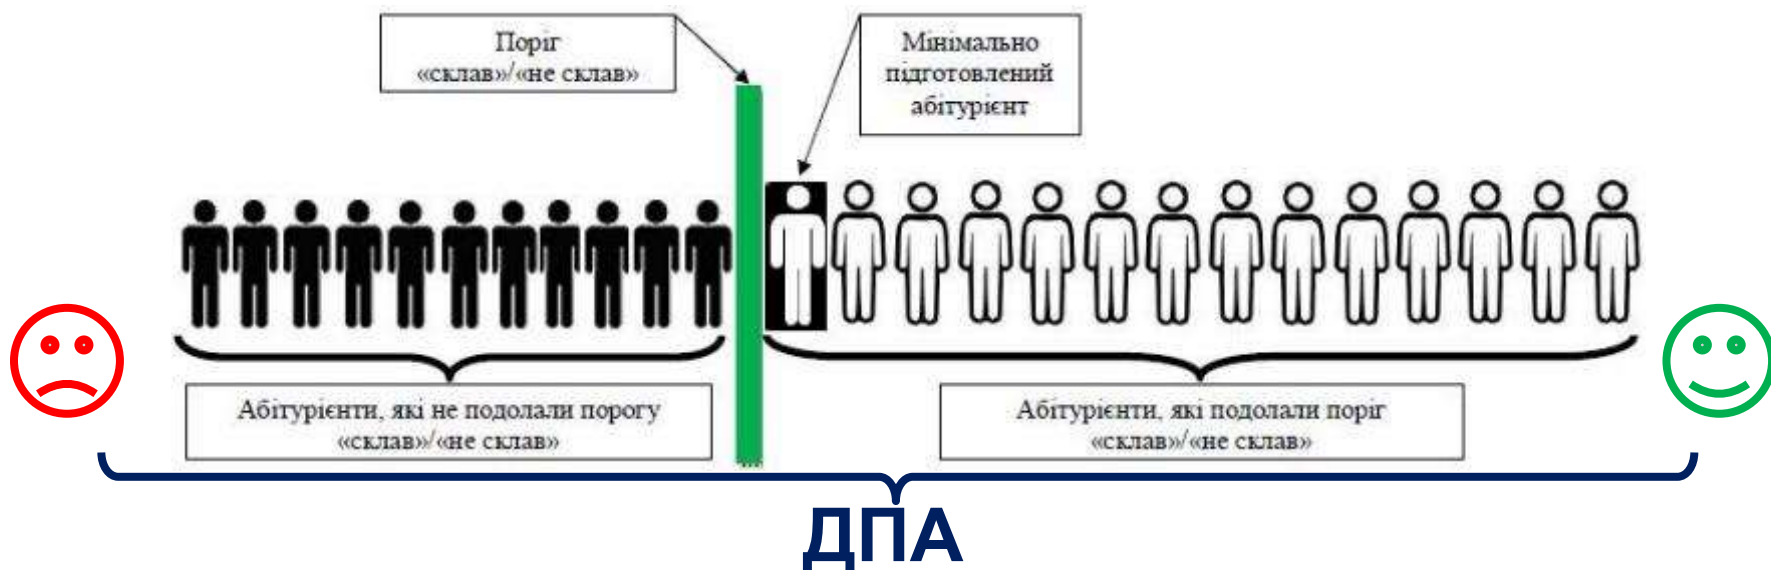 Поріг
«склав»/«не склав»
Мінімально
підготовлений
абітурієнт
Абітурієнти, які не подолали порогу
«склав»/«не склав»
Абітурієнти, які подолали поріг
«склав»/«не склав»
ДПА